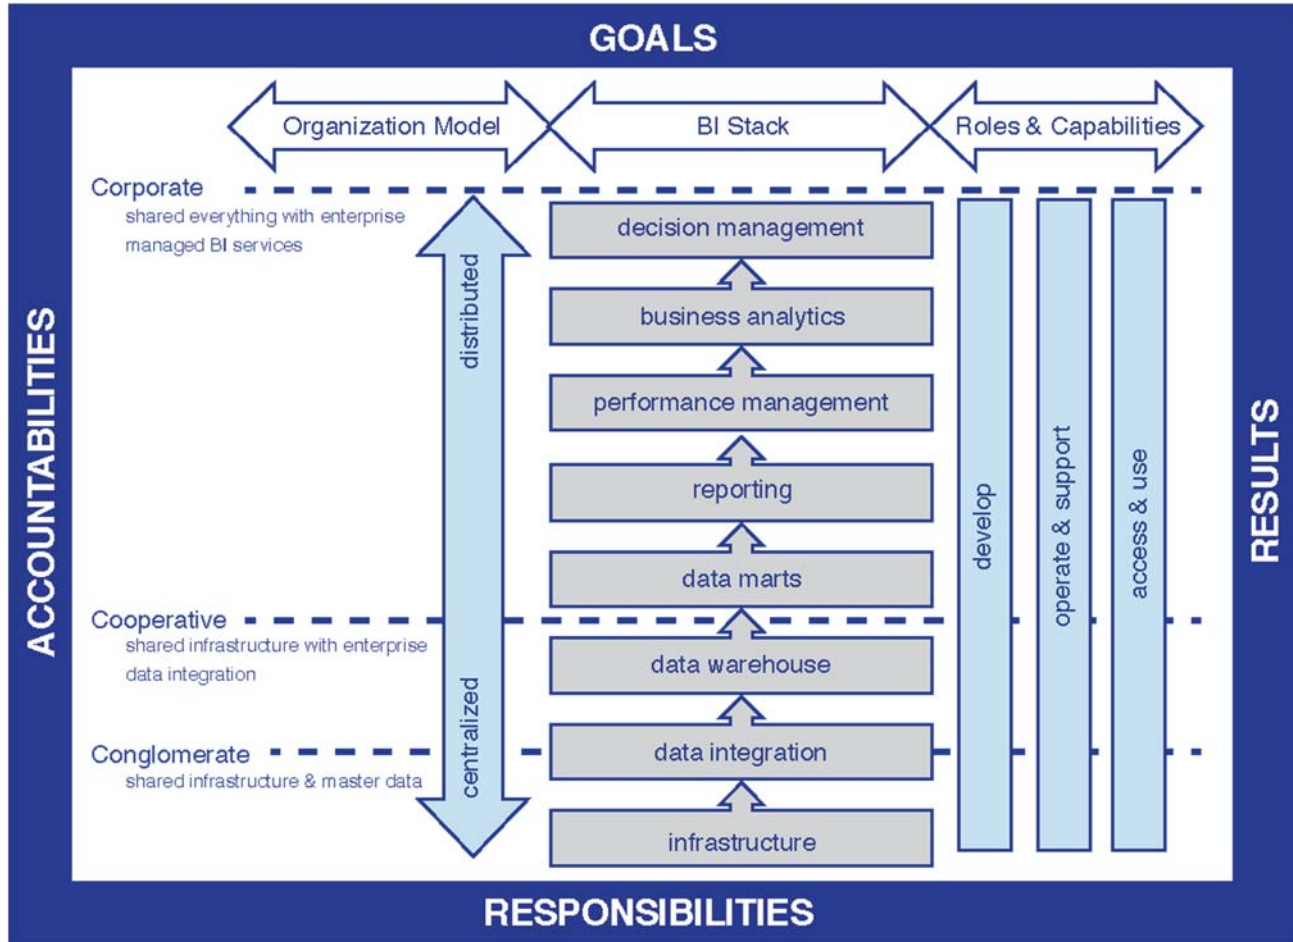 GOALS
Organization Model
BI Stack
Roles & Capabilities
ACCOUNTABILITIES
Corporate
shared everything with enterprise
managed BI services
Cooperative
shared infrastructure with enterprise
data integration
Conglomerate
shared infrastructure & master data
distributed
centralized
decision management
business analytics
performance management
reporting
data marts
data warehouse
data integration
infrastructure
develop
operate & support
access & use
RESULTS
RESPONSIBILITIES